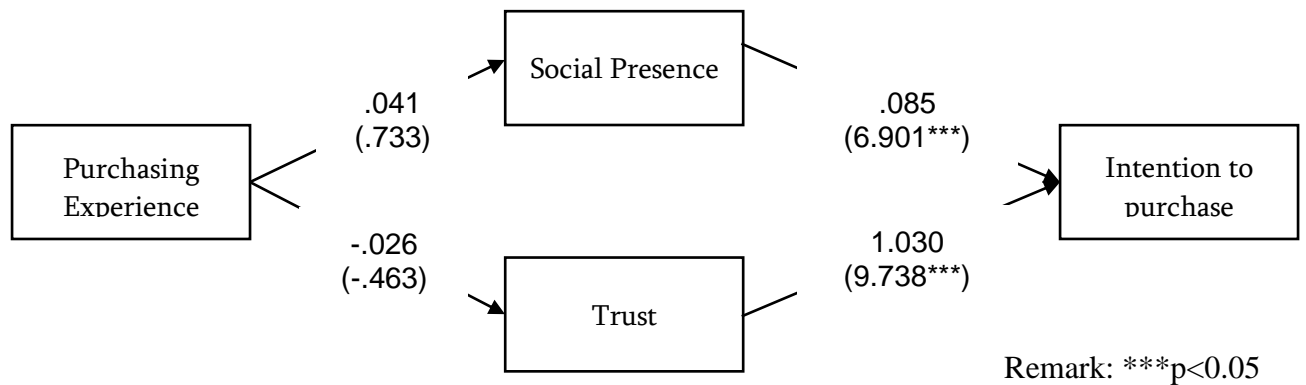 Social Presence
.041
(.733)
.085
(6.901***)
Purchasing
Experience
Intention to
purchase
-.026
(-.463)
1.030
(9.738***)
Trust
Remark: ***p<0.05